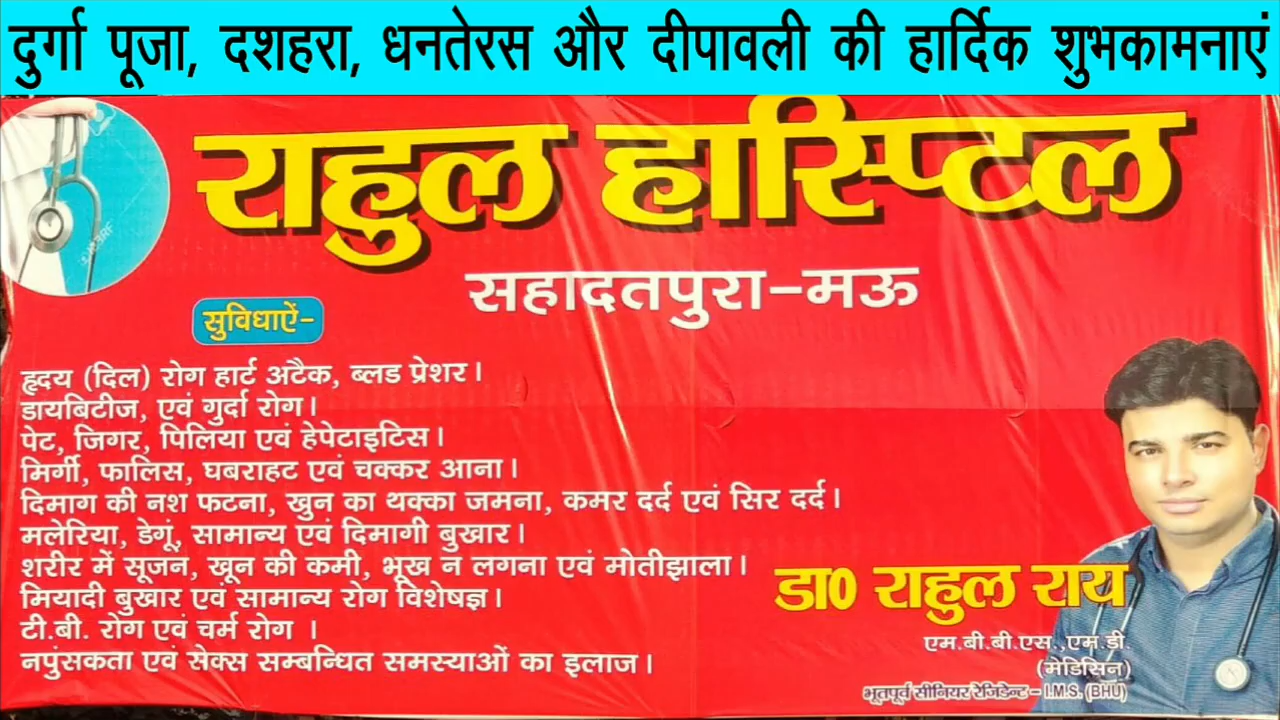 दुर्गा पूजा, दशहरा, धनतेरस और दीपावली की हार्दिक शुभकामनाएं
राहुल हास्पिटल
सहादतपुरा-मऊ
सुविधाऐं-
हृदय (दिल) रोग हार्ट अटैक, ब्लड प्रेशर।
डायबिटीज, एवं गुर्दा रोग।
पेट, जिगर, पिलिया एवं हेपेटाइटिस।
मिर्गी, फालिस, घबराहट एवं चक्कर आना।
दिमाग की नश फटना, खुन का थक्का जमना, कमर दर्द एवं सिर दर्द।
मलेरिया, डेगूं, सामान्य एवं दिमागी बुखार।
शरीर में सूजन, खून की कमी, भूख न लगना एवं मोतीझाला।
मियादी बुखार एवं सामान्य रोग विशेषज्ञ।
टी.बी. रोग एवं चर्म रोग ।
नपुंसकता एवं सेक्स सम्बन्धित समस्याओं का इलाज।
डा0 राहुल राय
एम.बी.बी.एस.,एम.डी.
(मेडिसिन)
भूतपूर्व सीनियर रेजिडेन्ट - I.M.S. (BHU)